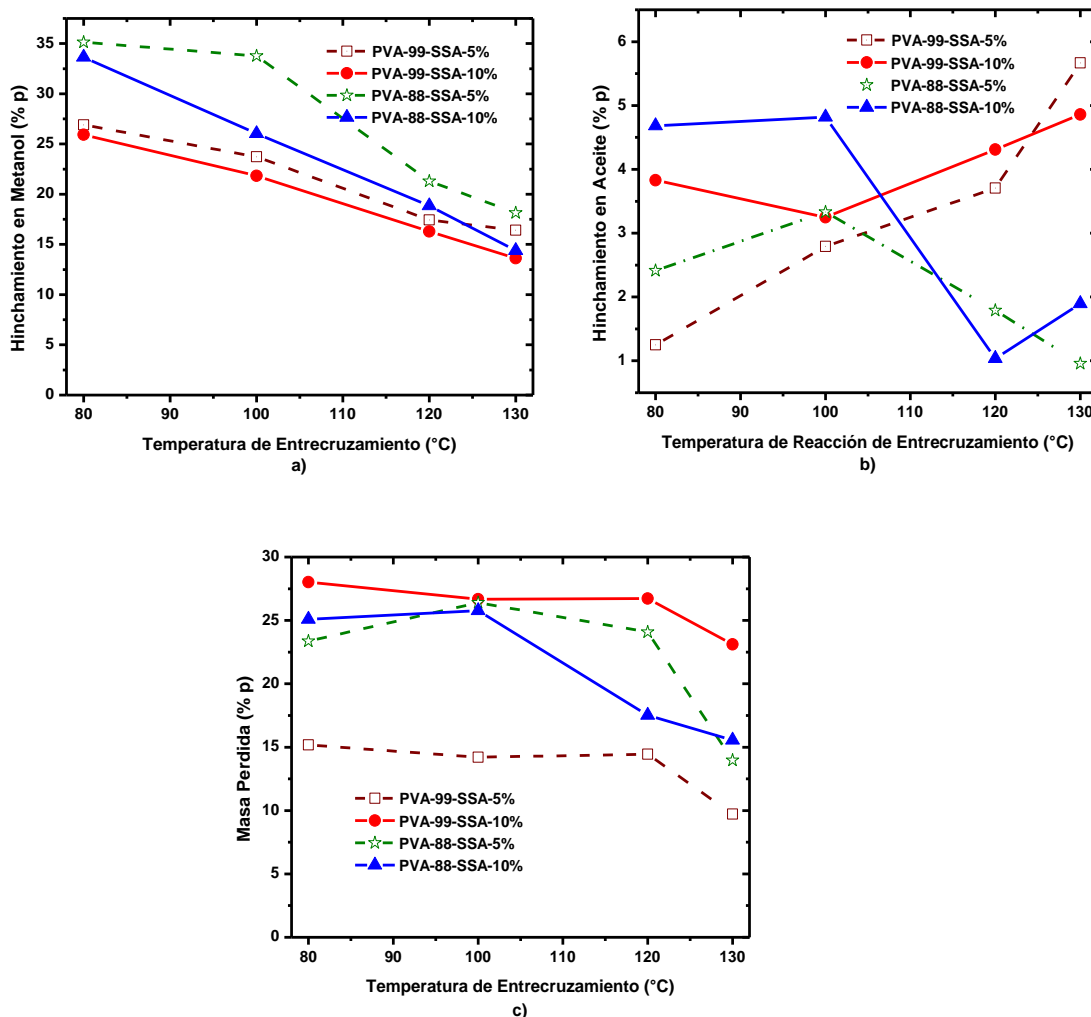 35
30
25
20
15
10
5
0
Hinchamiento en Metanol (% p)
PVA-99-SSA-5%
PVA-99-SSA-10%
PVA-88-SSA-5%
PVA-88-SSA-10%
80 90 100 110 120 130
Temperatura de Entrecruzamiento (°C)
a)
6
5
4
3
2
1
Hinchamiento en Aceite (% p)
PVA-99-SSA-5%
PVA-99-SSA-10%
PVA-88-SSA-5%
PVA-88-SSA-10%
80 90 100 110 120 130
Temperatura de Reacción de Entrecruzamiento (°C)
b)
30
25
20
15
10
5
0
Masa Perdida (% p)
PVA-99-SSA-5%
PVA-99-SSA-10%
PVA-88-SSA-5%
PVA-88-SSA-10%
80 90 100 110 120 130
Temperatura de Entrecruzamiento (°C)
c)